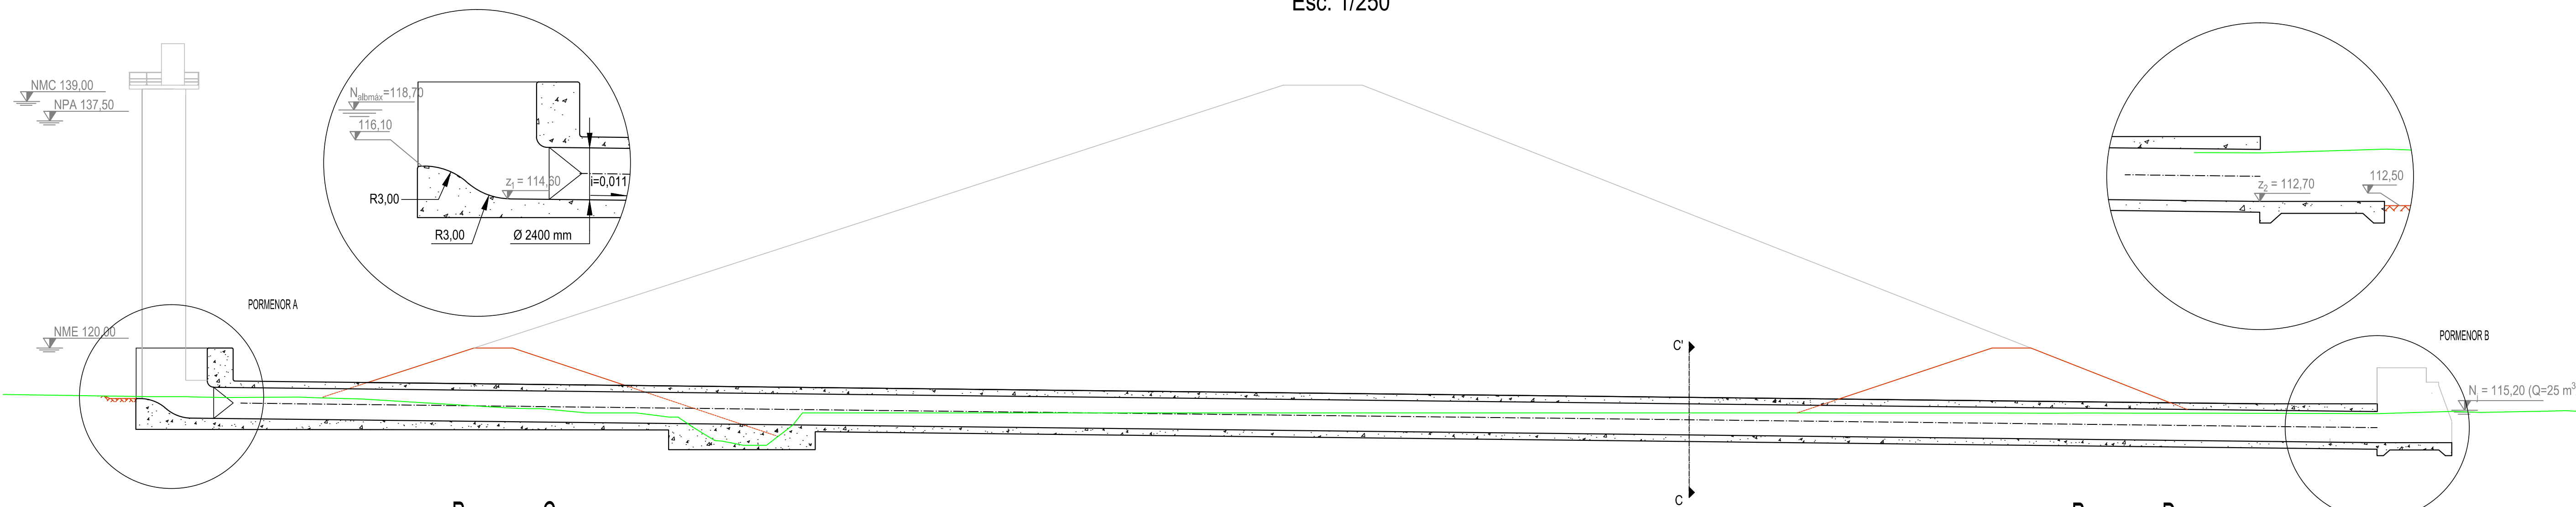 Esc. 1/250
NMC 139,00
NPA 137,50
Nalbmáx=118,70
116,10
z1 = 114,60
i=0,011
R3,00
R3,00
Ø 2400 mm
z2 = 112,70
112,50
PORMENOR A
NME 120,00
C'
PORMENOR B
Nj = 115,20 (Q=25 m3
C